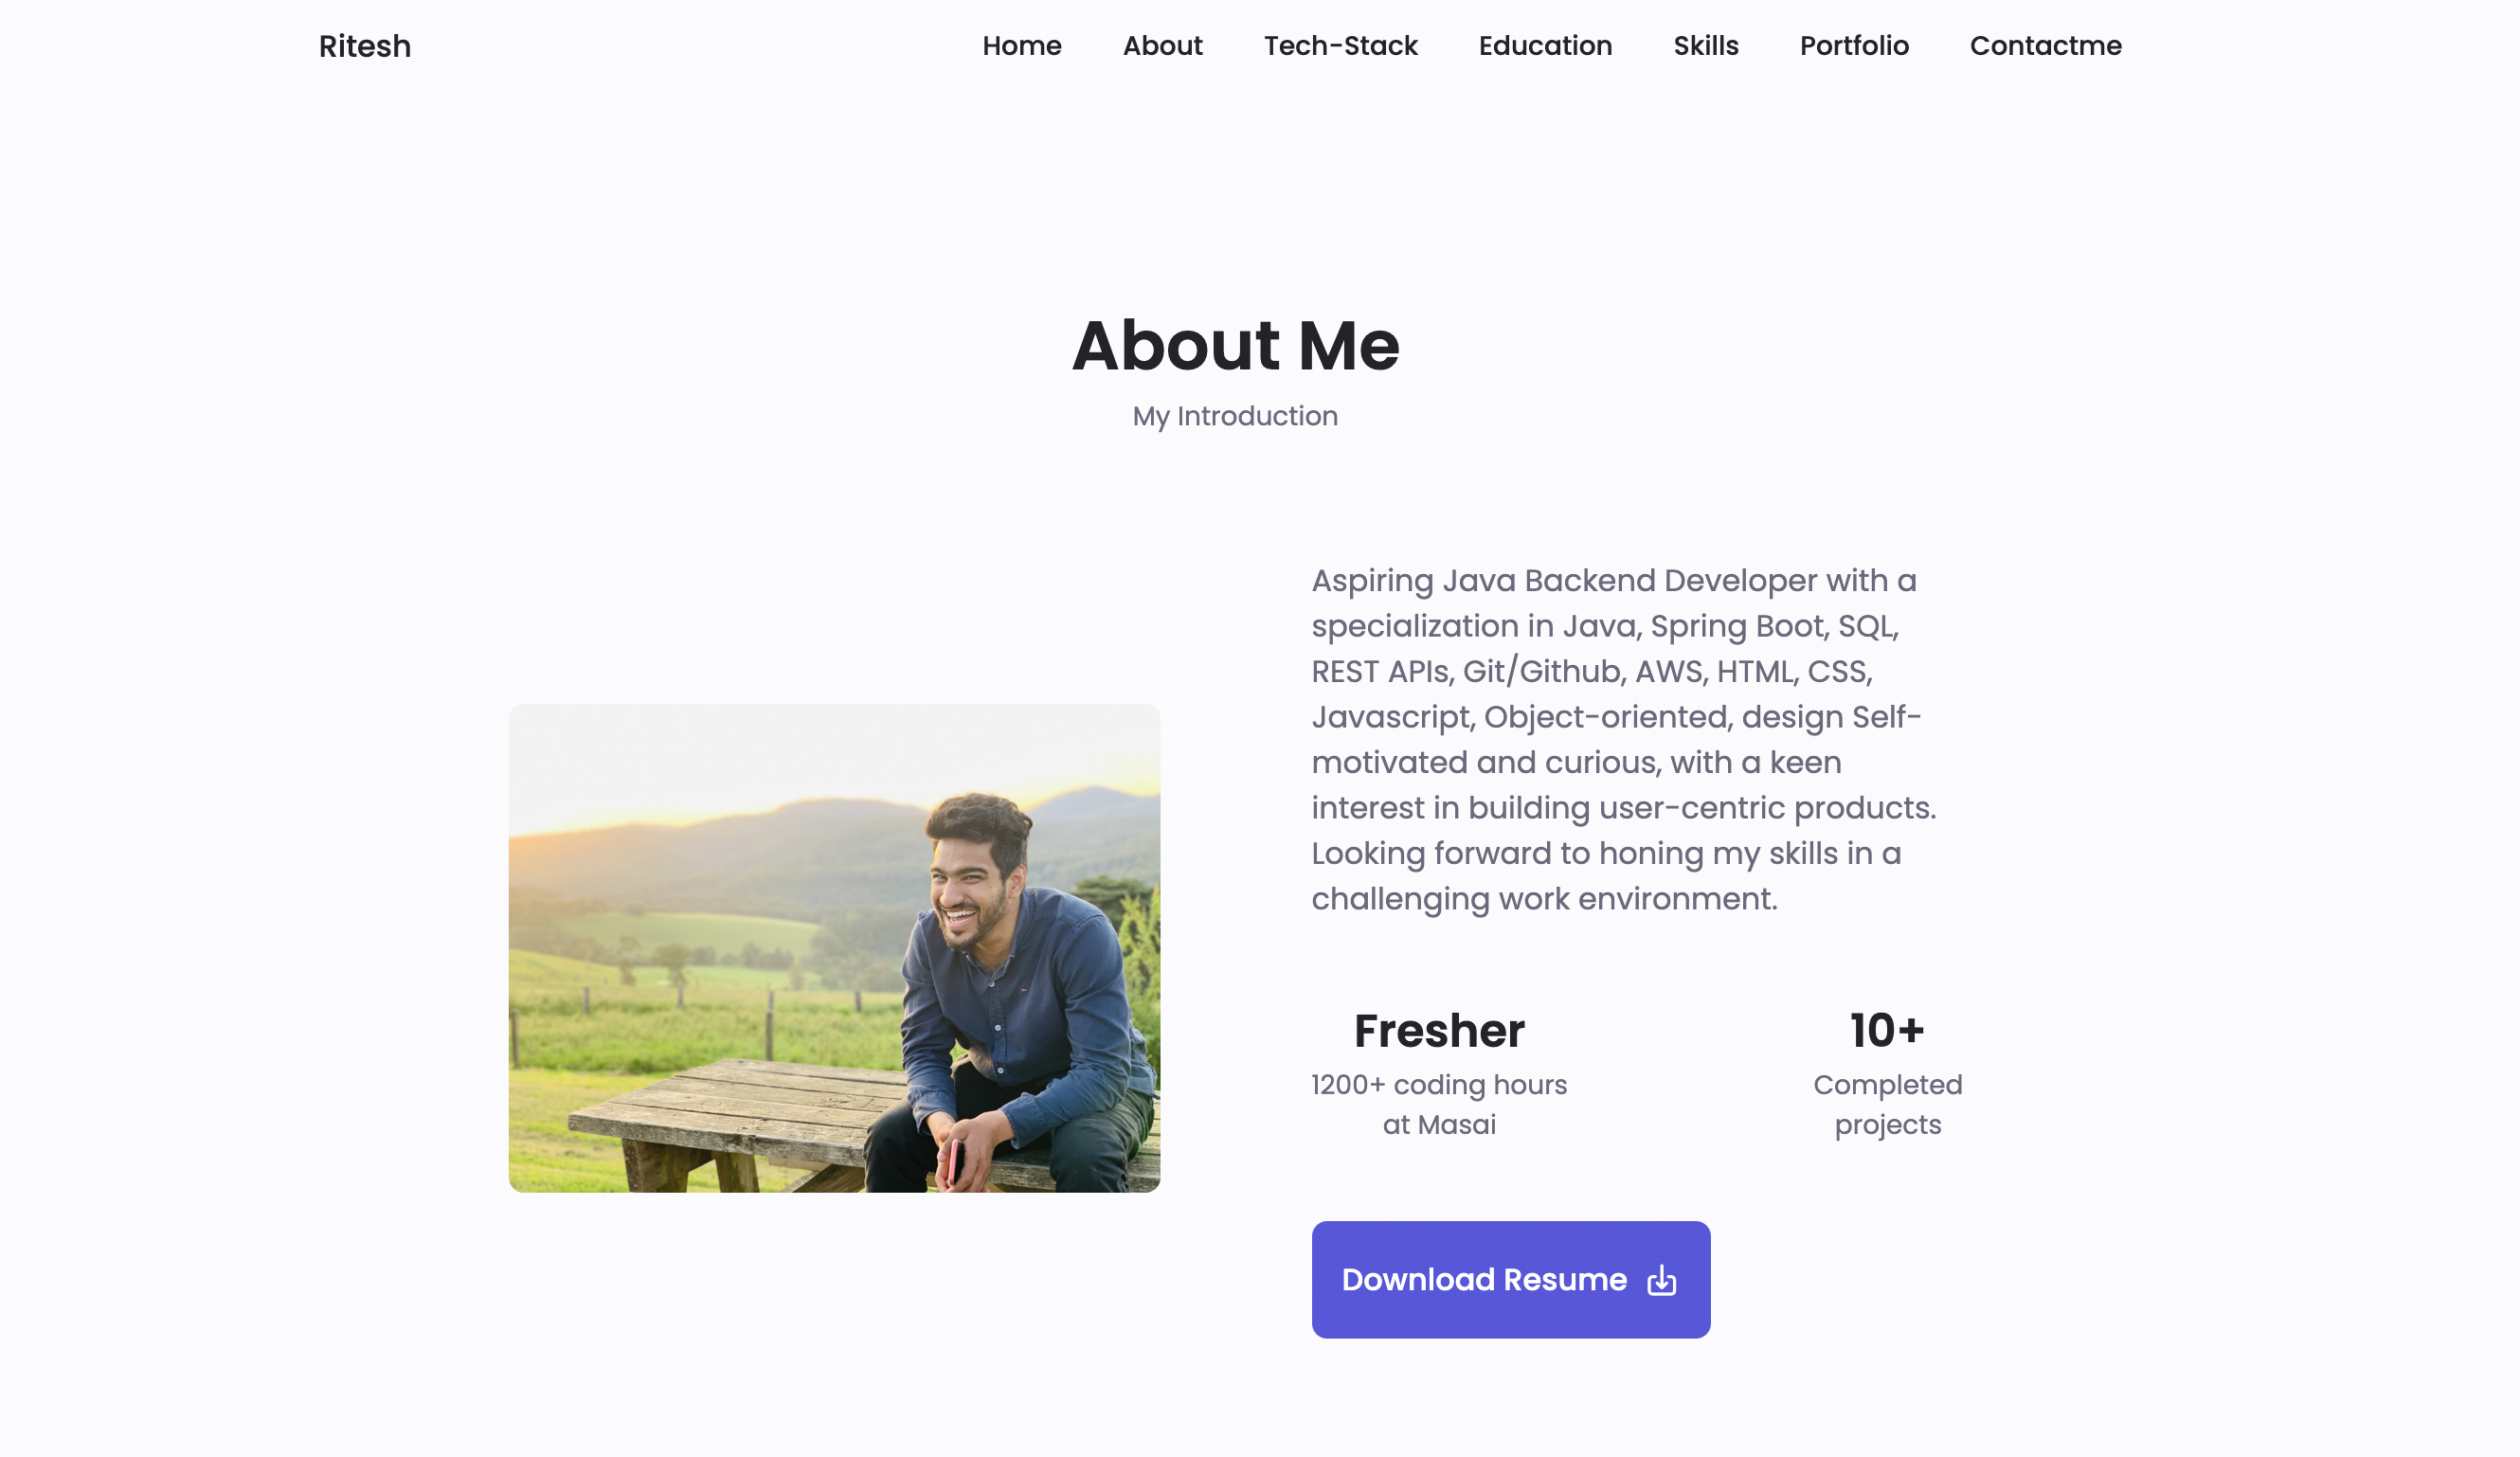 Ritesh
Home About Tech-Stack Education Skills Portfolio Contactme
About Me
My Introduction
Aspiring Java Backend Developer with a
specialization in Java, Spring Boot, SQL,
REST APIs, Git/Github, AWS, HTML, CSS,
Javascript, Object-oriented, design Self-
motivated and curious, with a keen
interest in building user-centric products.
Looking forward to honing my skills in a
challenging work environment.
Fresher
1200+ coding hours
at Masai
10+
Completed
projects
Download Resume